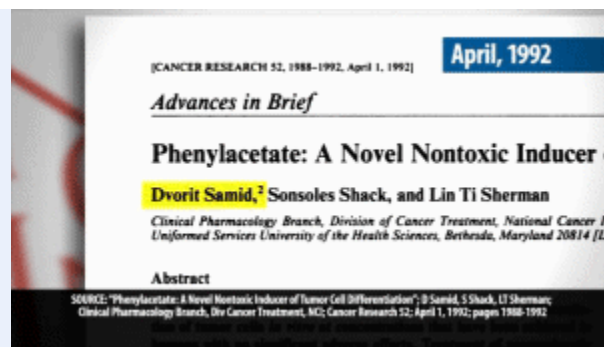 April, 1992
[CANCER RESEARCH 52, 1988-1992, April 1, 1992]
Advances in Brief
Phenylacetate: A Novel Nontoxic Inducer
Dvorit Samid,2 Sonsoles Shack, and Lin Ti Sherman
Clinical Pharmacology Branch, Division of Cancer Treatment, National Cancer
Uniformed Services University of the Health Sciences, Bethesda, Maryland 20814
Abstract
SOURCE: "Phenylacetate: A Novel Nontoxic Inducer of Tumor Cell Differentiation"; D Samid, S Shack, LT Sherman;
Clinical Pharmacology Branch, Div Cancer Treatment, NCI; Cancer Research 52; April 1, 1992; pages 1988-1992